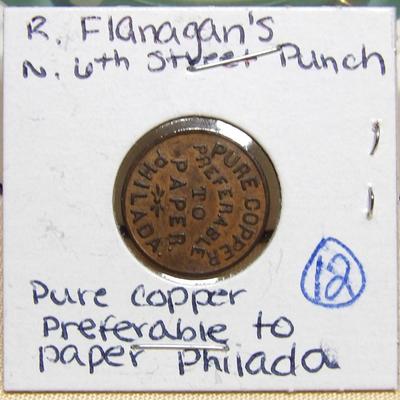 R. Flanagan's
N. 6th Street Punch
PURE COPPER
PREFERABLE
TO
PAPER
PHILADA
12
Pure copper
Preferable to
paper Philada